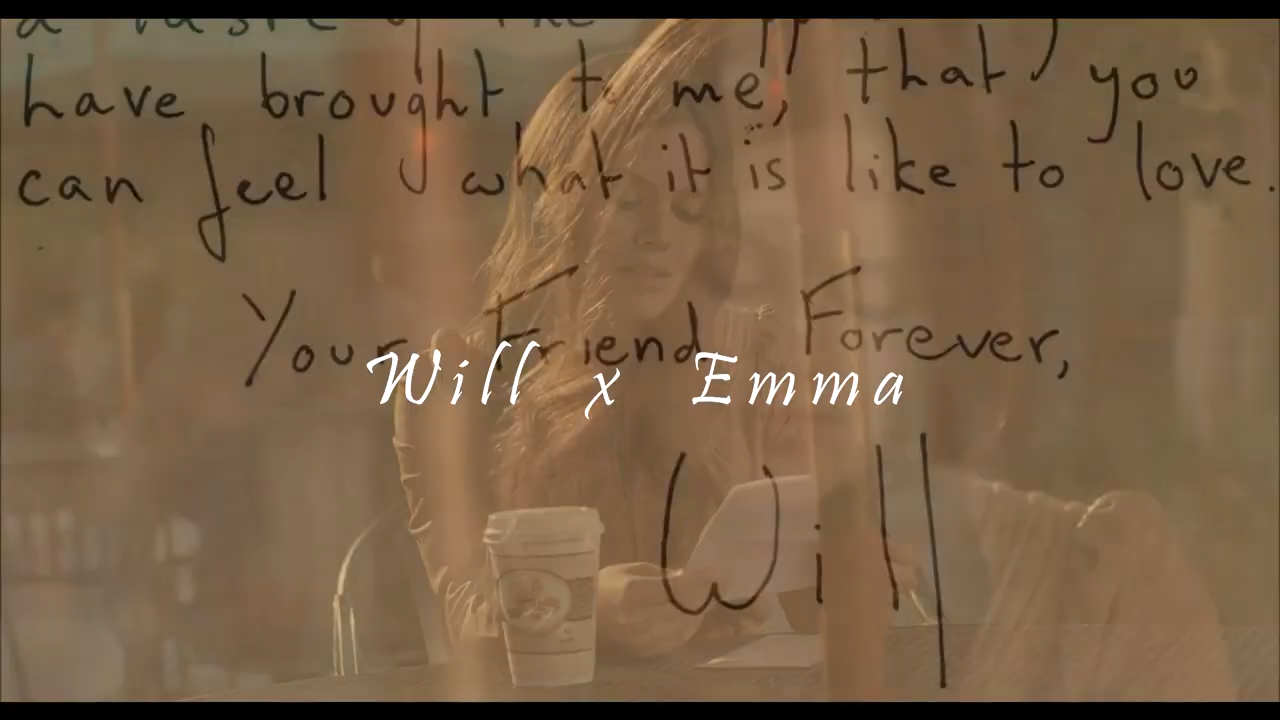 have brought to me, that you
can feel what it is like to love.
Your Friend Forever,
Will x Emma
Will